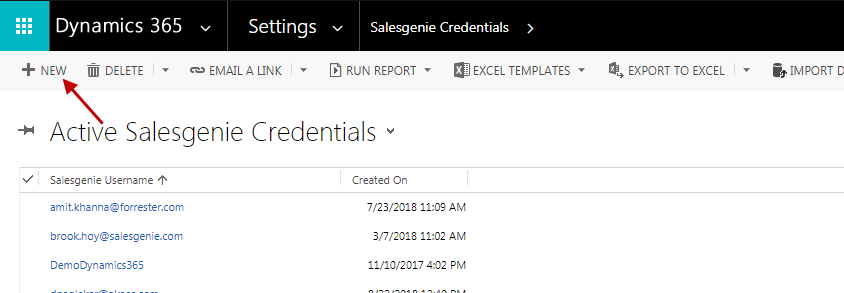 Dynamics 365 Settings Salesgenie Credentials
NEW DELETE EMAIL A LINK RUN REPORT EXCEL TEMPLATES EXPORT TO EXCEL IMPORT D
Active Salesgenie Credentials
Salesgenie Username Created On
amit.khanna@forrester.com 7/23/2018 11:09 AM
brook.hoy@salesgenie.com 3/7/2018 11:02 AM
DemoDynamics365 11/10/2017 4:02 PM